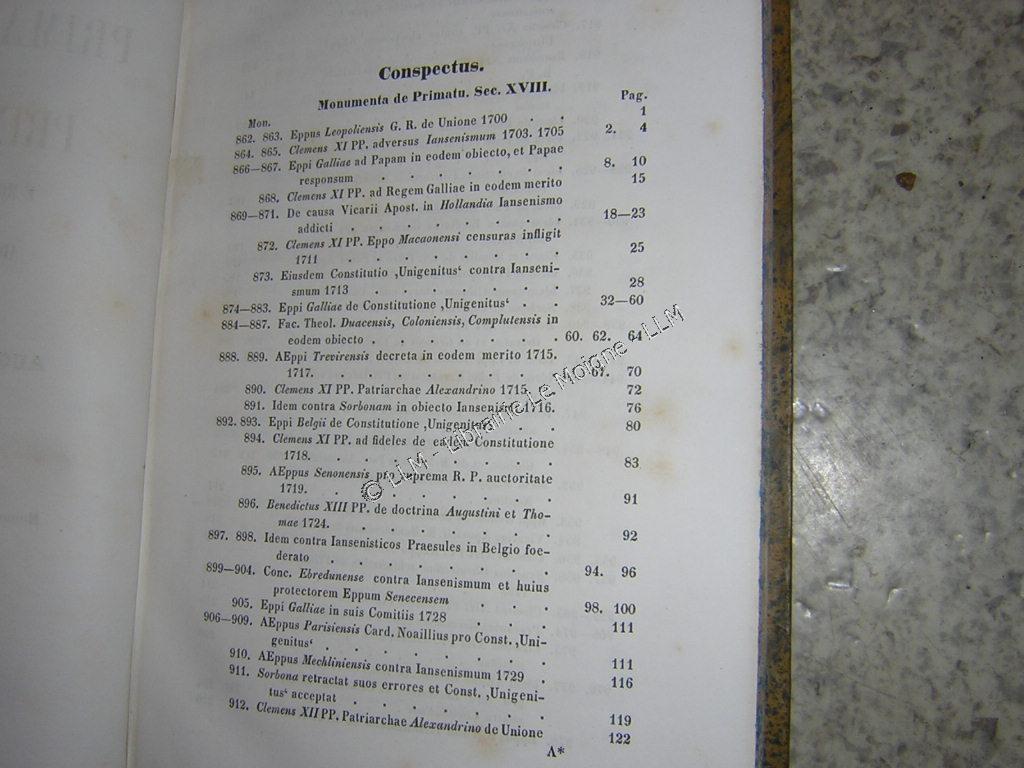 Conspectus.
Monumenta de Primatu. Sec. XVIII.
Mon. Pag.
862. 863. Eppus Leopoliensis G. R. de Unione 1700 . . 1
864. 865. Clemens XI PP. adversus Iansenismum 1703. 1705 2. 4
866—867. Eppi Galliae ad Papam in eodem obiecto, et Papae
responsum . . . . . . . 8. 10
868. Clemens XI PP. ad Regem Galliae in eodem merito 15
869—871. De causa Vicarii Apost. in Hollandia Iansenismo
addicti . . . . . . . 18—23
872. Clemens XI PP. Eppo Macaonensi censuras infligit
1711 . . . . . . . 25
873. Eiusdem Constitutio ‚Unigenitus‘ contra Ianseni-
smum 1713 . . . . . . . 28
874—883. Eppi Galliae de Constitutione ‚Unigenitus‘ . . 32—60
884—887. Fac. Theol. Duacensis, Coloniensis, Complutensis in
eodem obiecto . . . . . . . 60. 62. 64
888. 889. AEppi Trevirensis decreta in eodem merito 1715.
1717. . . . . . . . 67. 70
890. Clemens XI PP. Patriarchae Alexandrino 1715. . 72
891. Idem contra Sorbonam in obiecto Iansenismi 1716. 76
892. 893. Eppi Belgii de Constitutione ‚Unigenitus‘ . . 80
894. Clemens XI PP. ad fideles de eadem Constitutione
1718. . . . . . . . 83
895. AEppus Senonensis pro suprema R. P. auctoritate
1719. . . . . . . . 91
896. Benedictus XIII PP. de doctrina Augustini et Tho-
mae 1724. . . . . . . 92
897. 898. Idem contra Iansenisticos Praesules in Belgio foe-
derato . . . . . . . 94. 96
899—904. Conc. Ebredunense contra Iansenismum et huius
protectorem Eppum Senecensem . . . 98. 100
905. Eppi Galliae in suis Comitiis 1728 . . . 111
906—909. AEppus Parisiensis Card. Noaillius pro Const. ‚Uni-
genitus‘ . . . . . . . 111
910. AEppus Mechliniensis contra Iansenismum 1729 . 116
911. Sorbona retractat suos errores et Const. ‚Unigeni-
tus‘ acceptat . . . . . . 119
912. Clemens XII PP. Patriarchae Alexandrino de Unione 122
A*
© LLM - Librairie Le Moione - LLM